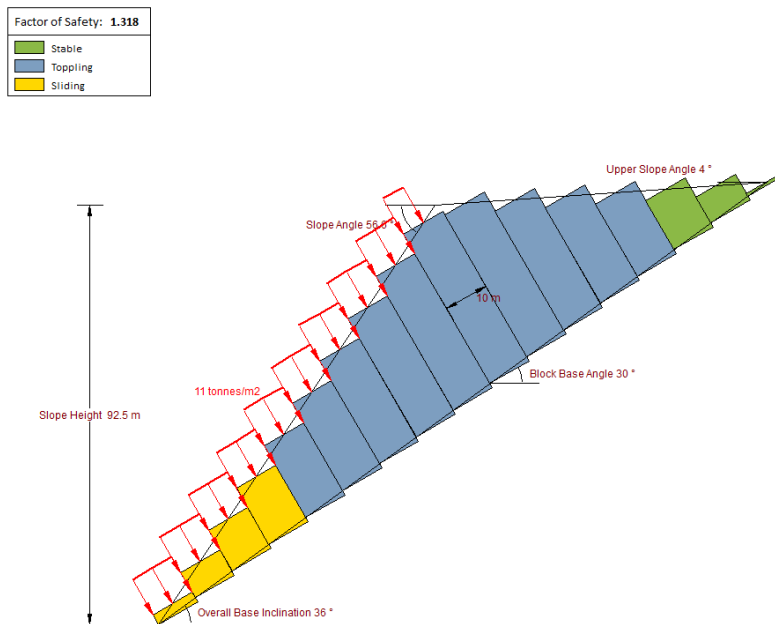 Factor of Safety: 1.318
Stable
Toppling
Sliding
Upper Slope Angle 4 °
Slope Angle 56.6 °
10 m
Block Base Angle 30 °
11 tonnes/m2
Slope Height 92.5 m
Overall Base Inclination 36 °